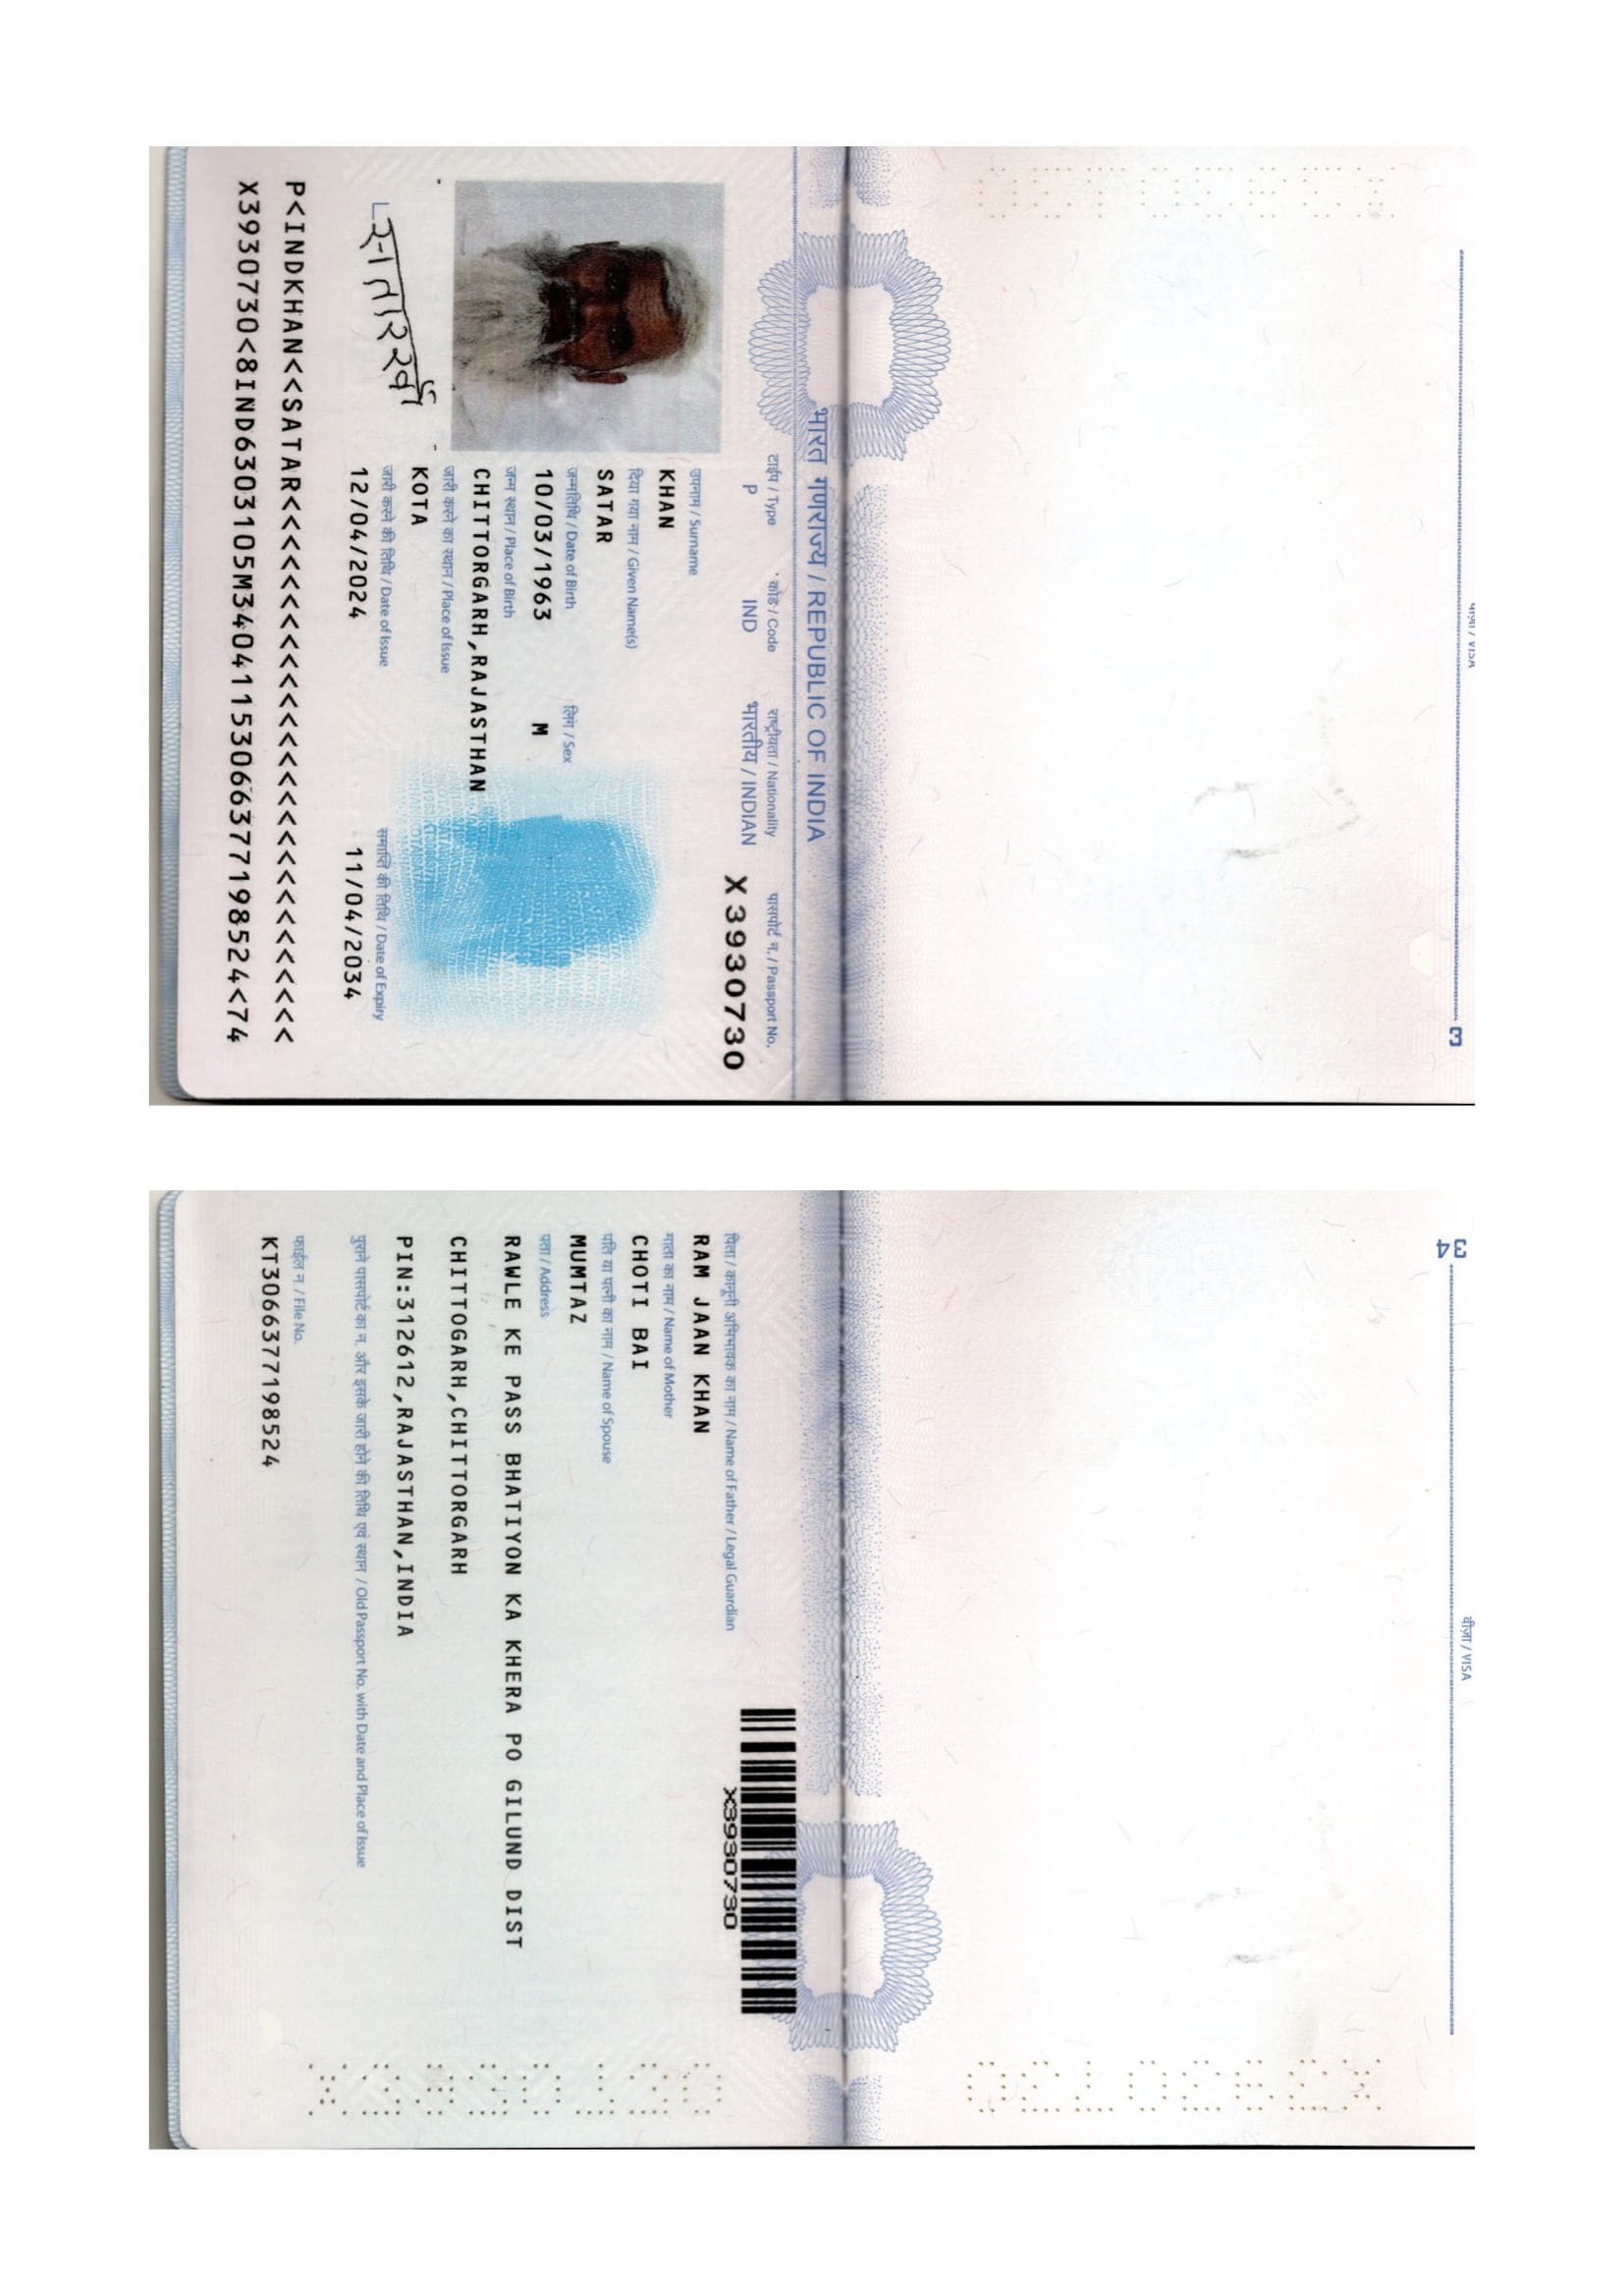 वीज़ा / VISA
3
भारत गणराज्य / REPUBLIC OF INDIA
टाईप / Type
कोड / Code
राष्ट्रीयता / Nationality
पासपोर्ट न. / Passport No.
P
IND
भारतीय / INDIAN
X3930730
उपनाम / Surname
KHAN
दिया गया नाम / Given Name(s)
SATAR
जन्मतिथि / Date of Birth
लिंग / Sex
10/03/1963
M
जन्म स्थान / Place of Birth
CHITTORGARH,RAJASTHAN
जारी करने का स्थान / Place of Issue
KOTA
जारी करने की तिथि / Date of Issue
समाप्ति की तिथि / Date of Expiry
12/04/2024
11/04/2034
सतार खाँ
P<INDKHAN<<SATAR<<<<<<<<<<<<<<<<<<<<<<<<<<<<
X3930730<8IND6303105M34041153066377198524<74
34
वीज़ा / VISA
X3930730
पिता / कानूनी अभिभावक का नाम / Name of Father / Legal Guardian
RAM JAAN KHAN
माता का नाम / Name of Mother
CHOTI BAI
पति या पत्नी का नाम / Name of Spouse
MUMTAZ
पता / Address
RAWLE KE PASS BHATIYON KA KHERA PO GILUND DIST
CHITTOGARH,CHITTORGARH
PIN:312612,RAJASTHAN,INDIA
पुराने पासपोर्ट का न. और इसके जारी होने की तिथि एवं स्थान / Old Passport No. with Date and Place of Issue
फाईल न. / File No.
KT3066377198524
X3930730
X3930730